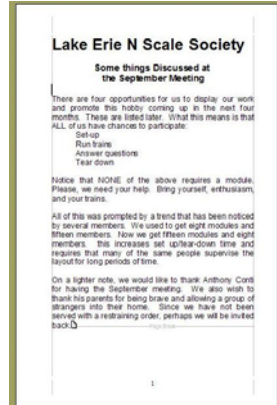 Lake Erie N Scale Society
Some things Discussed at
the September Meeting
There are four opportunities for us to display our work
and promote this hobby coming up in the next four
months. These are listed later. What this means is that
ALL of us have chances to participate:
Set-up
Run trains
Answer questions
Tear down
Notice that NONE of the above requires a module.
Please, we need your help. Bring yourself, enthusiasm,
and your trains.
All of this was prompted by a trend that has been noticed
by several members. We used to get eight modules and
fifteen members. Now we get fifteen modules and eight
members. this increases set up/tear-down time and
requires that many of the same people supervise the
layout for long periods of time.
On a lighter note, we would like to thank Anthony Conti
for having the September meeting. We also wish to
thank his parents for being brave and allowing a group of
strangers into their home. Since we have not been
served with a restraining order, perhaps we will be invited
back.
Page Break
1